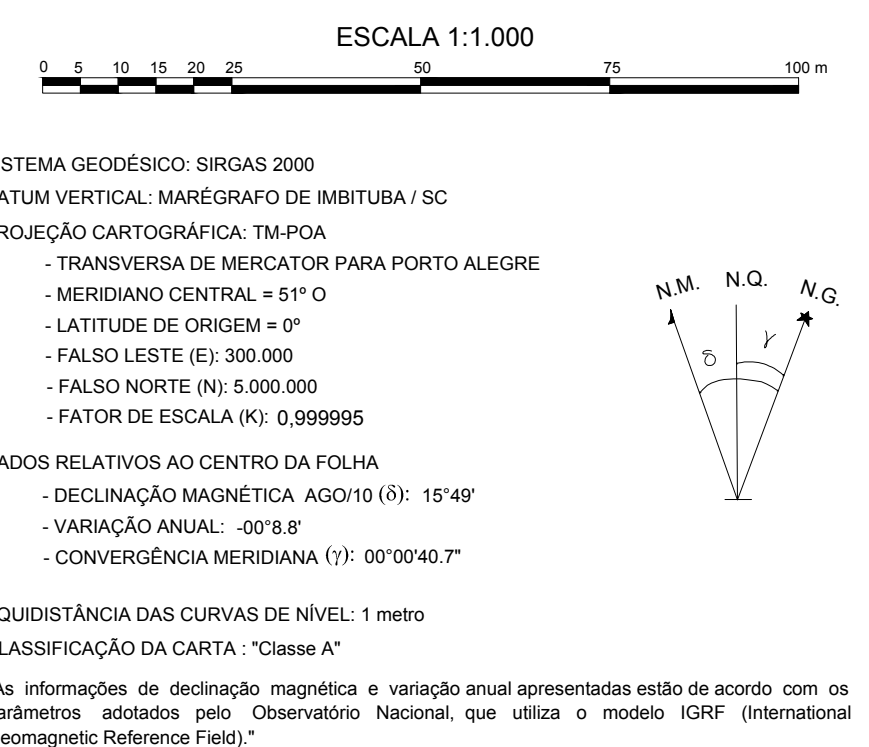 ESCALA 1:1.000
0 5 10 15 20 25 50 75 100 m
ISTEMA GEODÉSICO: SIRGAS 2000
ATUM VERTICAL: MARÉGRAFO DE IMBITUBA / SC
ROJEÇÃO CARTOGRÁFICA: TM-POA
- TRANSVERSA DE MERCATOR PARA PORTO ALEGRE
- MERIDIANO CENTRAL = 51º O
- LATITUDE DE ORIGEM = 0º
- FALSO LESTE (E): 300.000
- FALSO NORTE (N): 5.000.000
- FATOR DE ESCALA (K): 0,999995
N.M. N.Q. N.G.
δ γ
ADOS RELATIVOS AO CENTRO DA FOLHA
- DECLINAÇÃO MAGNÉTICA AGO/10 (δ): 15°49'
- VARIAÇÃO ANUAL: -00°8.8'
- CONVERGÊNCIA MERIDIANA (γ): 00°00'40.7"
QUIDISTÂNCIA DAS CURVAS DE NÍVEL: 1 metro
LASSIFICAÇÃO DA CARTA : "Classe A"
As informações de declinação magnética e variação anual apresentadas estão de acordo com os
arâmetros adotados pelo Observatório Nacional, que utiliza o modelo IGRF (International
eomagnetic Reference Field)."